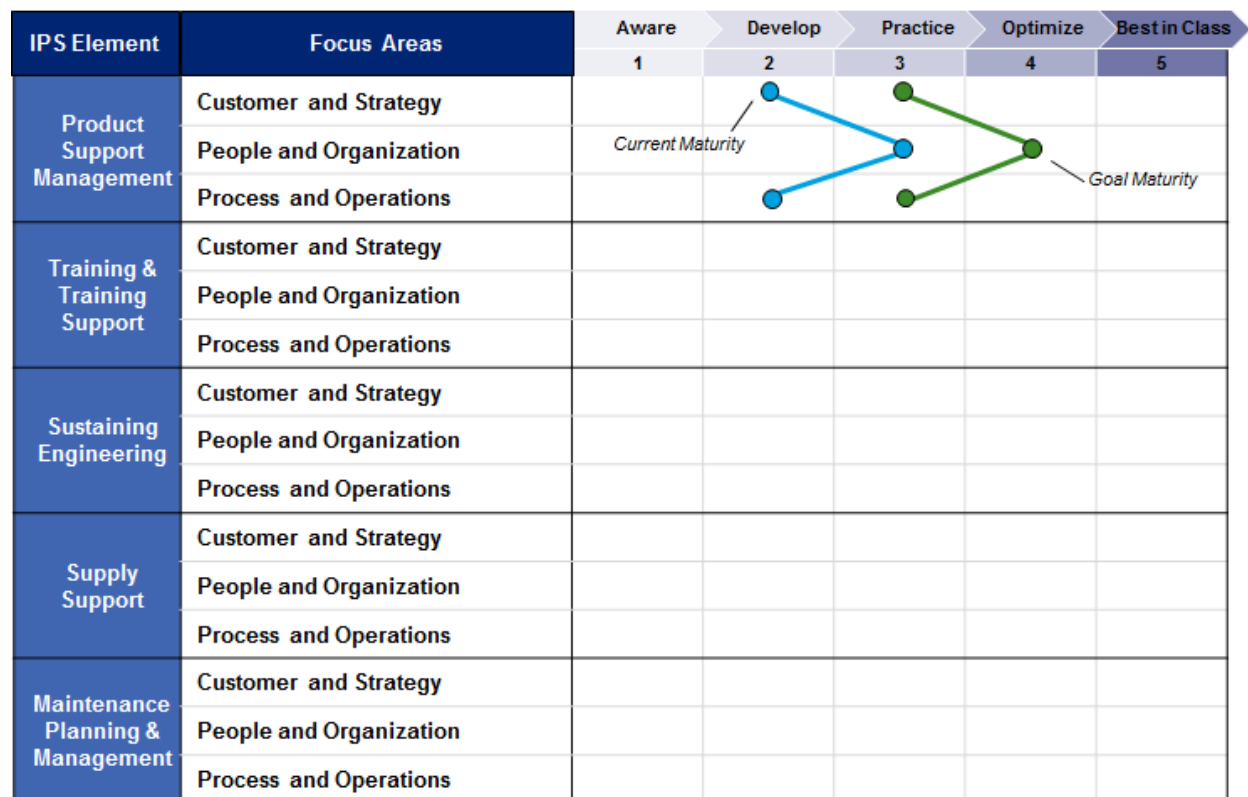 IPS Element
Focus Areas
Aware
Develop
Practice
Optimize
Best in Class
1
2
3
4
5
Product
Support
Management
Customer and Strategy
People and Organization
Process and Operations
Current Maturity
Goal Maturity
Training &
Training
Support
Customer and Strategy
People and Organization
Process and Operations
Sustaining
Engineering
Customer and Strategy
People and Organization
Process and Operations
Supply
Support
Customer and Strategy
People and Organization
Process and Operations
Maintenance
Planning &
Management
Customer and Strategy
People and Organization
Process and Operations